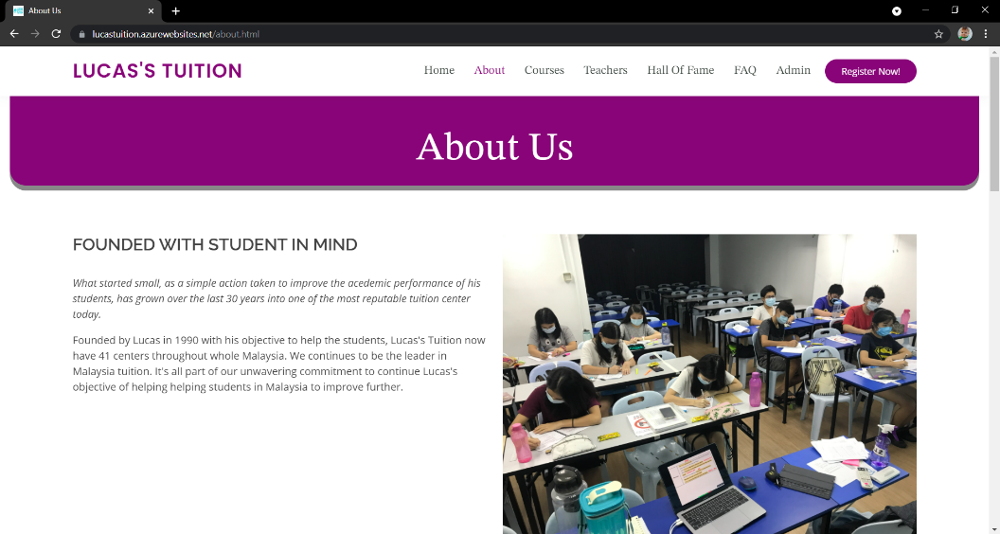 About Us
lucastuition.azurewebsites.net/about.html
LUCAS'S TUITION
Home About Courses Teachers Hall Of Fame FAQ Admin Register Now!
About Us
FOUNDED WITH STUDENT IN MIND
What started small, as a simple action taken to improve the acedemic performance of his
students, has grown over the last 30 years into one of the most reputable tuition center
today.
Founded by Lucas in 1990 with his objective to help the students, Lucas's Tuition now
have 41 centers throughout whole Malaysia. We continues to be the leader in
Malaysia tuition. It's all part of our unwavering commitment to continue Lucas's
objective of helping helping students in Malaysia to improve further.